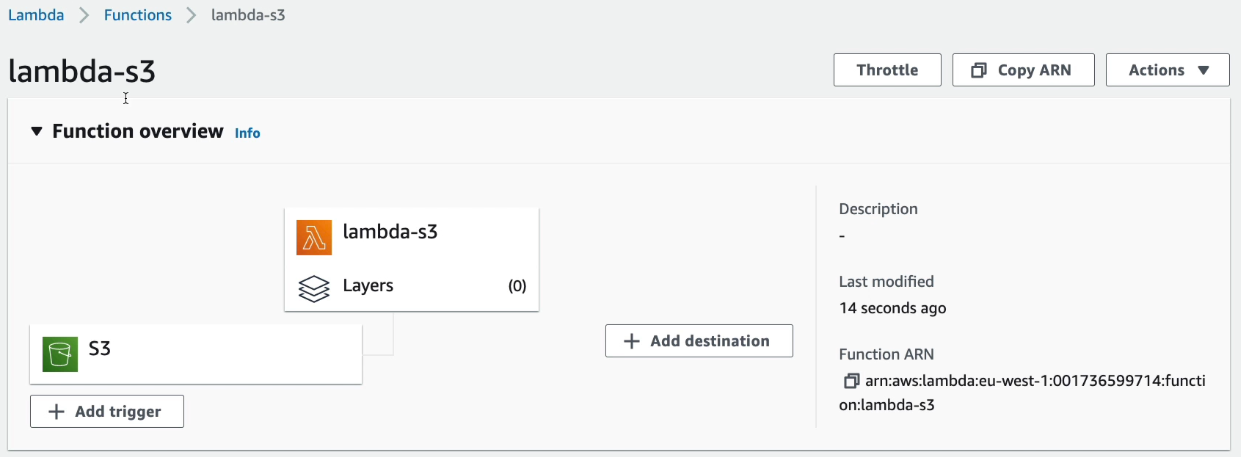 Lambda > Functions > lambda-s3
lambda-s3
Throttle
Copy ARN
Actions ▼
▼ Function overview Info
lambda-s3
Layers (0)
S3
+ Add trigger
+ Add destination
Description
-
Last modified
14 seconds ago
Function ARN
arn:aws:lambda:eu-west-1:001736599714:functi
on:lambda-s3